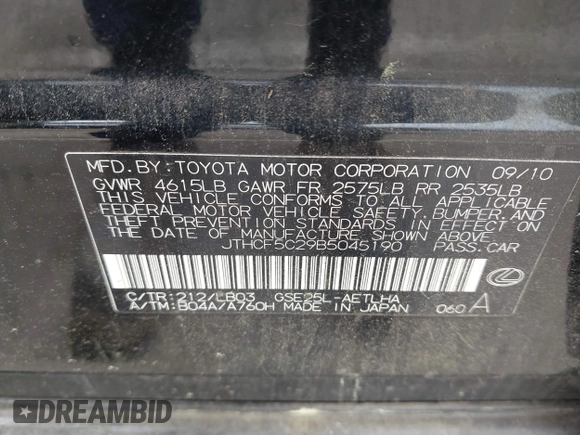 MFD. BY: TOYOTA MOTOR CORPORATION 09/10
GVWR 4615LB GAWR FR 2575LB RR 2535LB
THIS VEHICLE CONFORMS TO ALL APPLICABLE
FEDERAL MOTOR VEHICLE SAFETY, BUMPER, AND
THEFT PREVENTION STANDARDS IN EFFECT ON
THE DATE OF MANUFACTURE SHOWN ABOVE.
JTHCF5C29B5045190 PASS. CAR
C/TR: 212/LB03 GSE25L-AETLHA
A/TM: B04A/A760H MADE IN JAPAN 060 A
DREAMBID